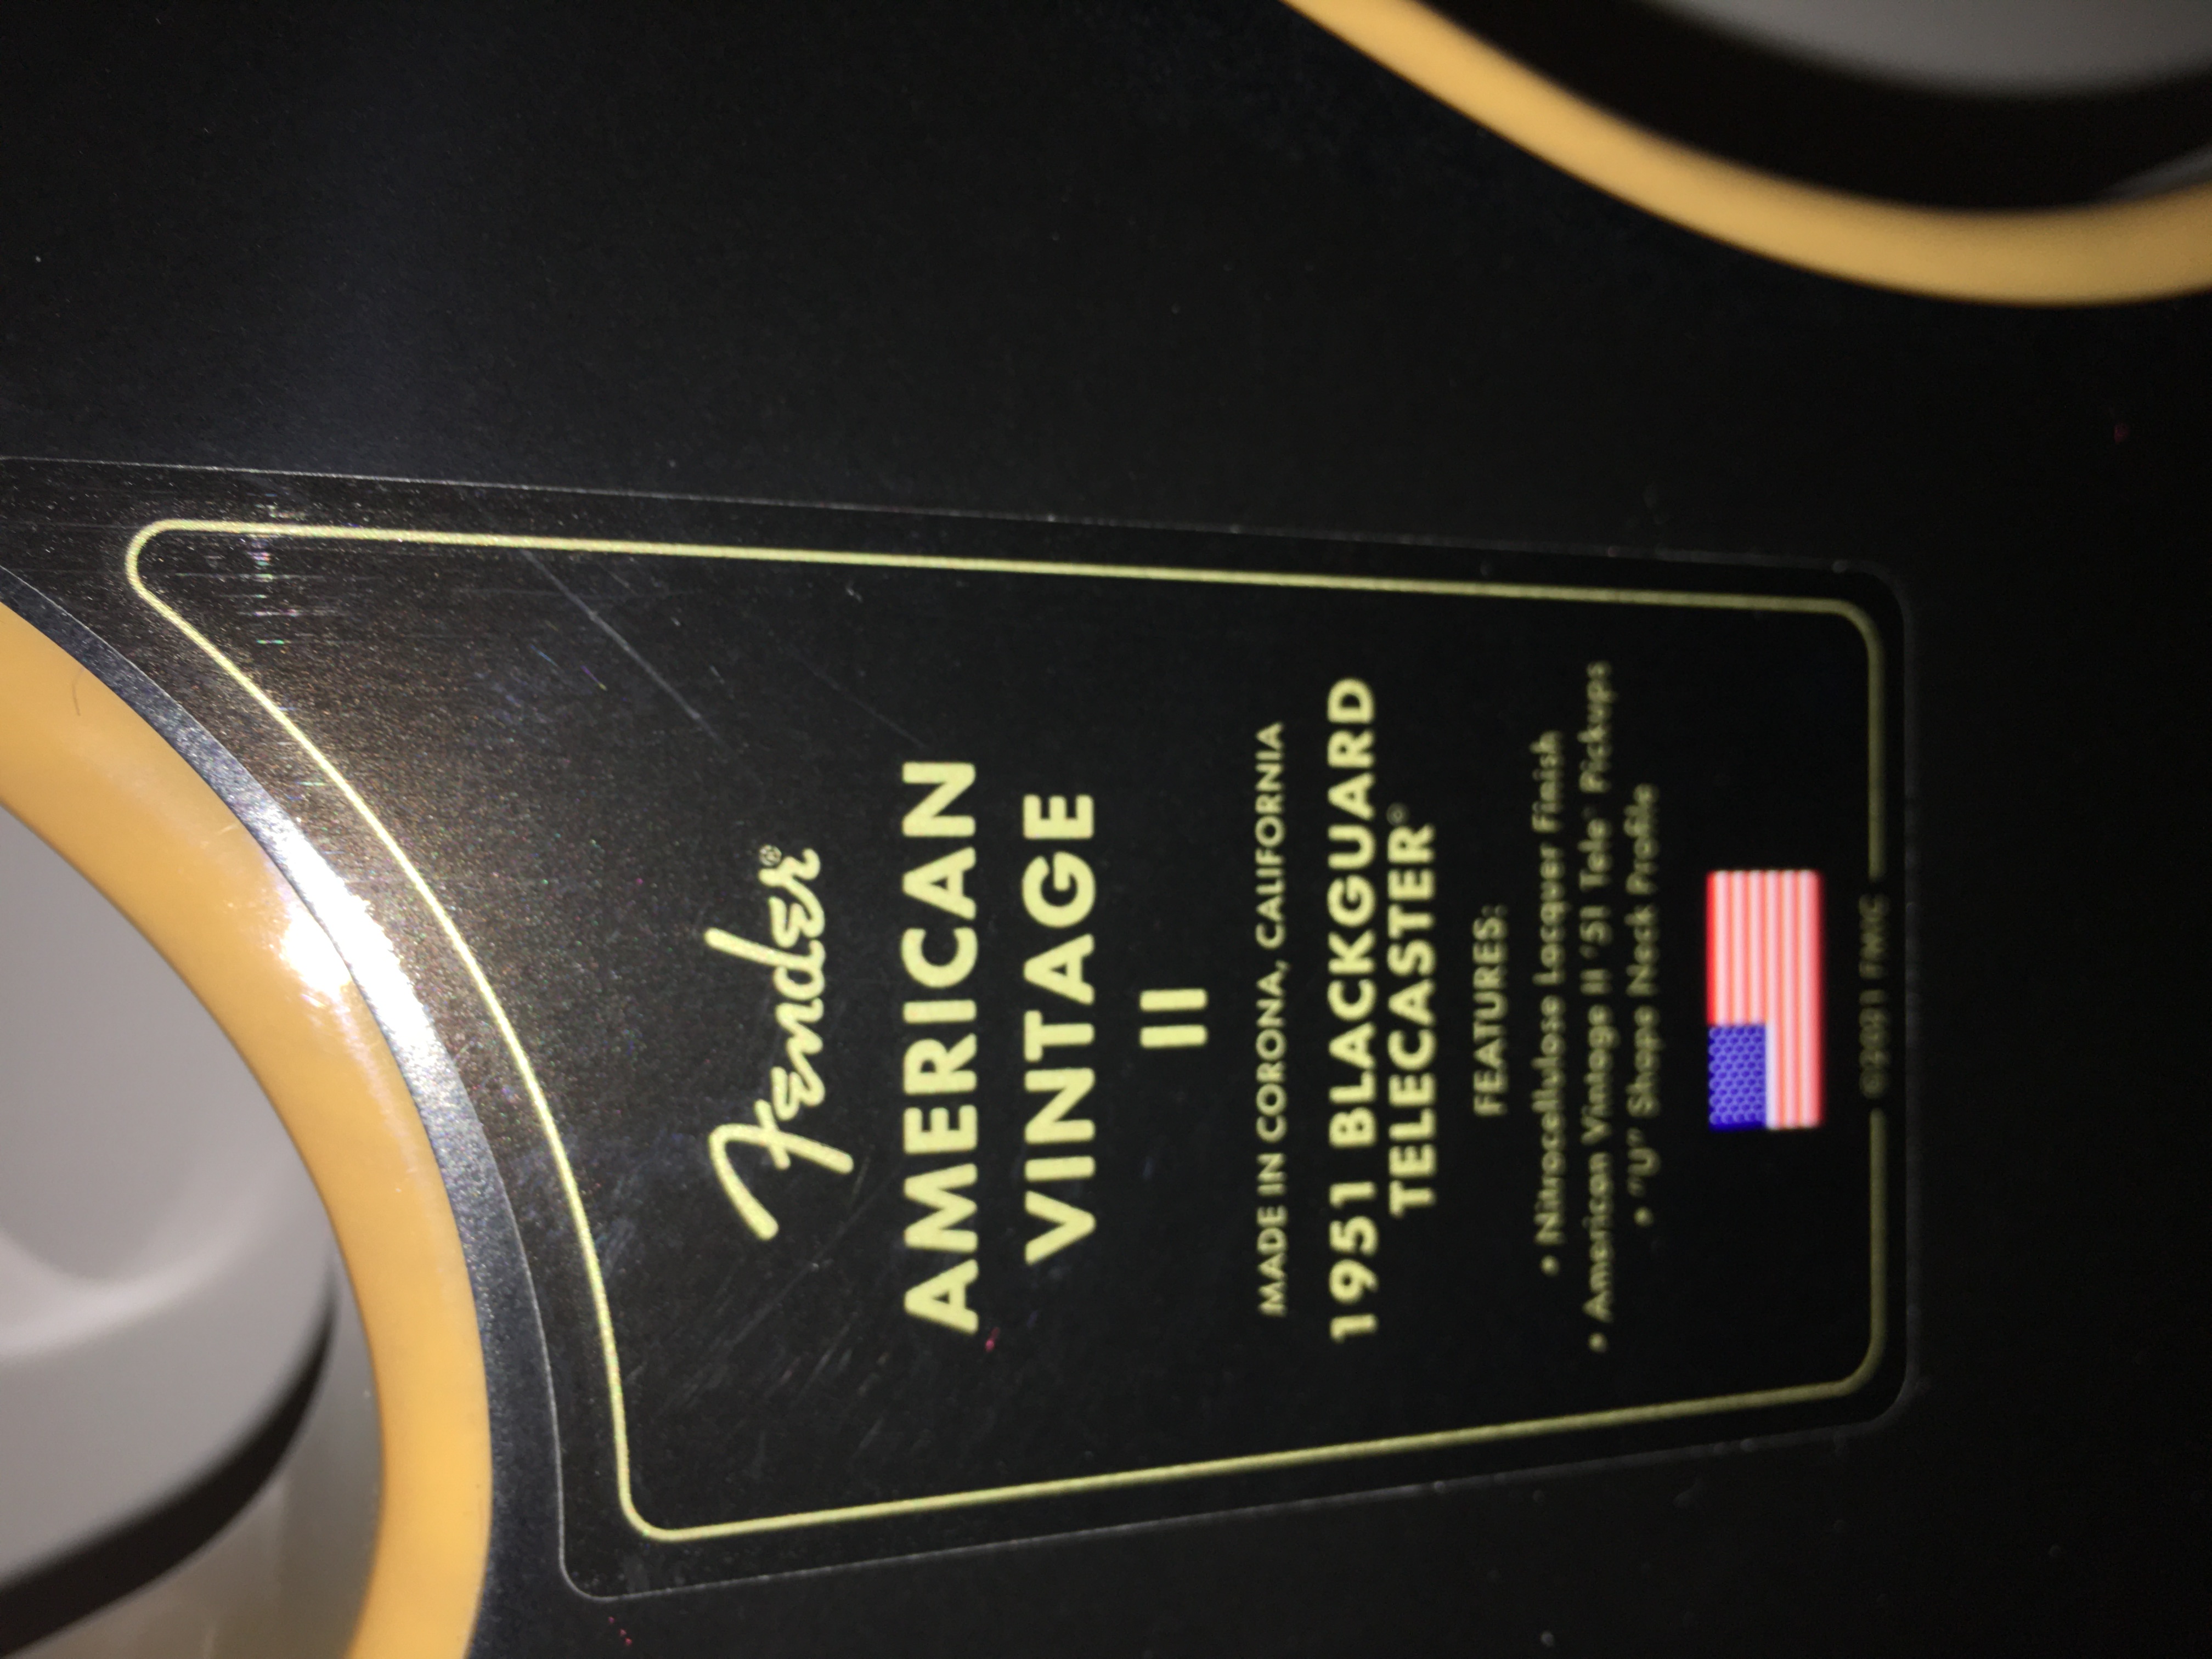 Fender®
AMERICAN
VINTAGE
II
MADE IN CORONA, CALIFORNIA
1951 BLACKGUARD
TELECASTER®
FEATURES:
• Nitrocellulose Lacquer Finish
• American Vintage II '51 Tele™ Pickups
• "U" Shape Neck Profile
©2021 FMIC